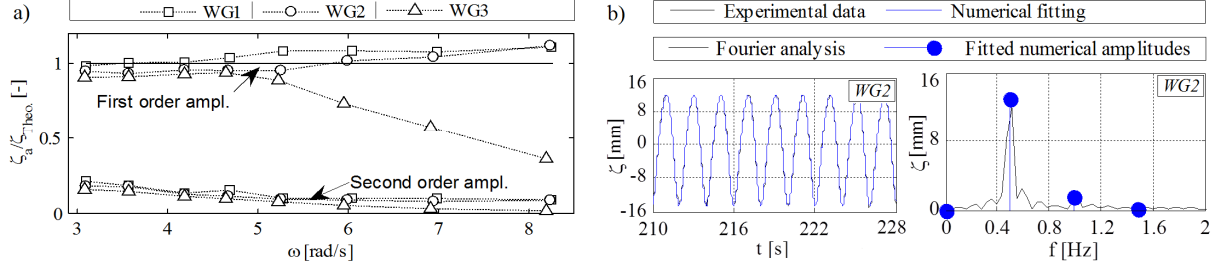 a) WG1 WG2 WG3
ζa/ζTheo. [-]
1
0.5
0
First order ampl.
Second order ampl.
3 4 5 6 7 8
ω [rad/s]
b) Experimental data Numerical fitting
Fourier analysis Fitted numerical amplitudes
WG2
ζ [mm]
16
8
0
-8
-16
210 216 222 228
t [s]
WG2
ζ [mm]
16
8
0
0 0.4 0.8 1.2 1.6 2
f [Hz]